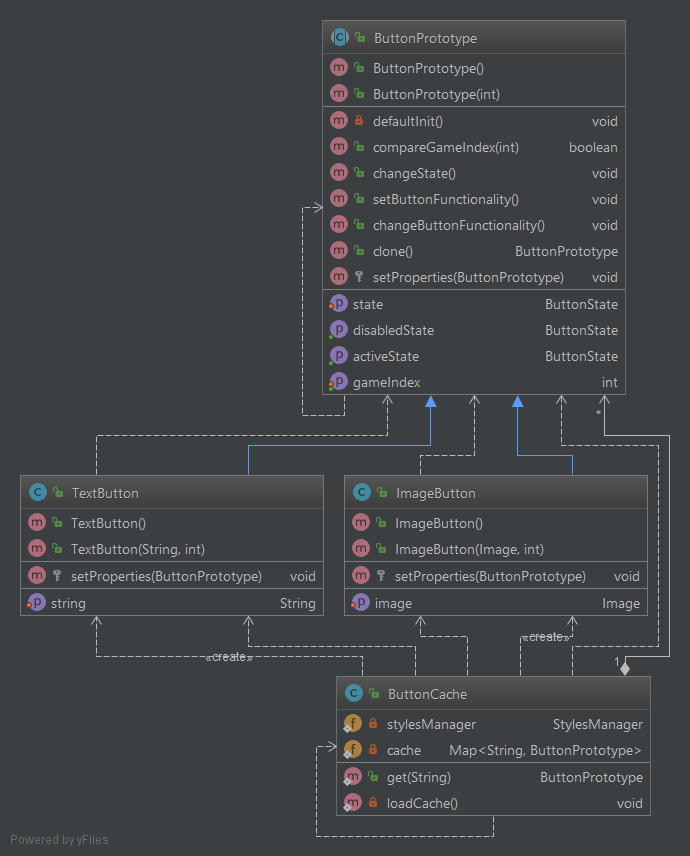 ButtonPrototype
ButtonPrototype()
ButtonPrototype(int)
defaultInit() void
compareGameIndex(int) boolean
changeState() void
setButtonFunctionality() void
changeButtonFunctionality() void
clone() ButtonPrototype
setProperties(ButtonPrototype) void
state ButtonState
disabledState ButtonState
activeState ButtonState
gameIndex int
*
TextButton
TextButton()
TextButton(String, int)
setProperties(ButtonPrototype) void
string String
ImageButton
ImageButton()
ImageButton(Image, int)
setProperties(ButtonPrototype) void
image Image
«create»
«create»
1
ButtonCache
stylesManager StylesManager
cache Map<String, ButtonPrototype>
get(String) ButtonPrototype
loadCache() void
Powered by yFiles